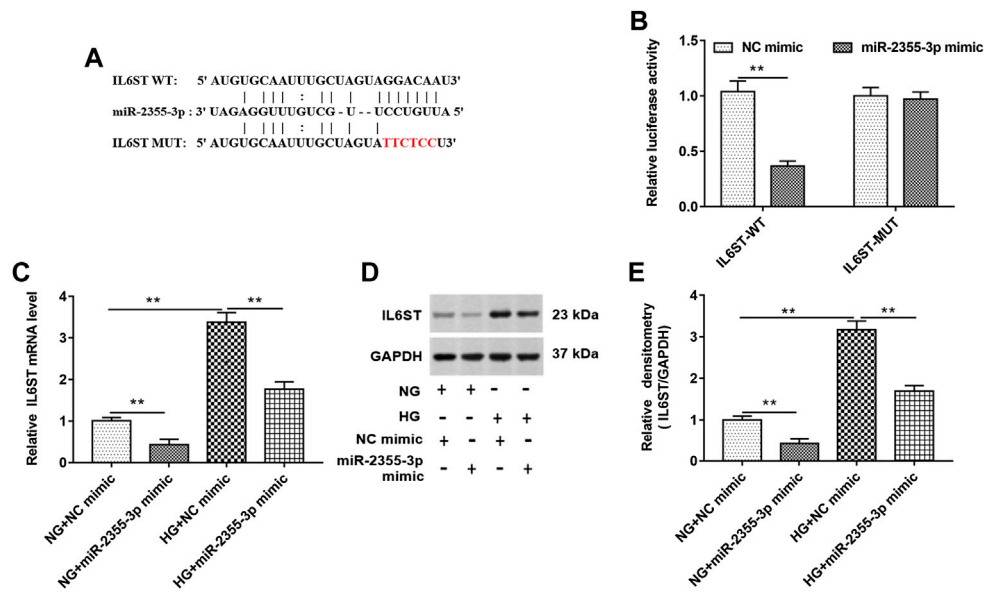 A
IL6ST WT: 5' AUGUGCAAUUUGCUAGUAGGACAAU3'
miR-2355-3p : 3' UAGAGGUUUGUCG - U - - UCCUGUUA 5'
IL6ST MUT: 5' AUGUGCAAUUUGCUAGUATTCTCCU3'
B
NC mimic miR-2355-3p mimic
Relative luciferase activity
1.5
1.0
0.5
0.0
**
IL6ST-WT IL6ST-MUT
C
Relative IL6ST mRNA level
4
3
2
1
0
** ** **
NG+NC mimic NG+miR-2355-3p mimic HG+NC mimic HG+miR-2355-3p mimic
D
IL6ST 23 kDa
GAPDH 37 kDa
NG + + - -
HG - - + +
NC mimic + - + -
miR-2355-3p mimic - + - +
E
Relative densitometry
( IL6ST/GAPDH)
4
3
2
1
0
** ** **
NG+NC mimic NG+miR-2355-3p mimic HG+NC mimic HG+miR-2355-3p mimic